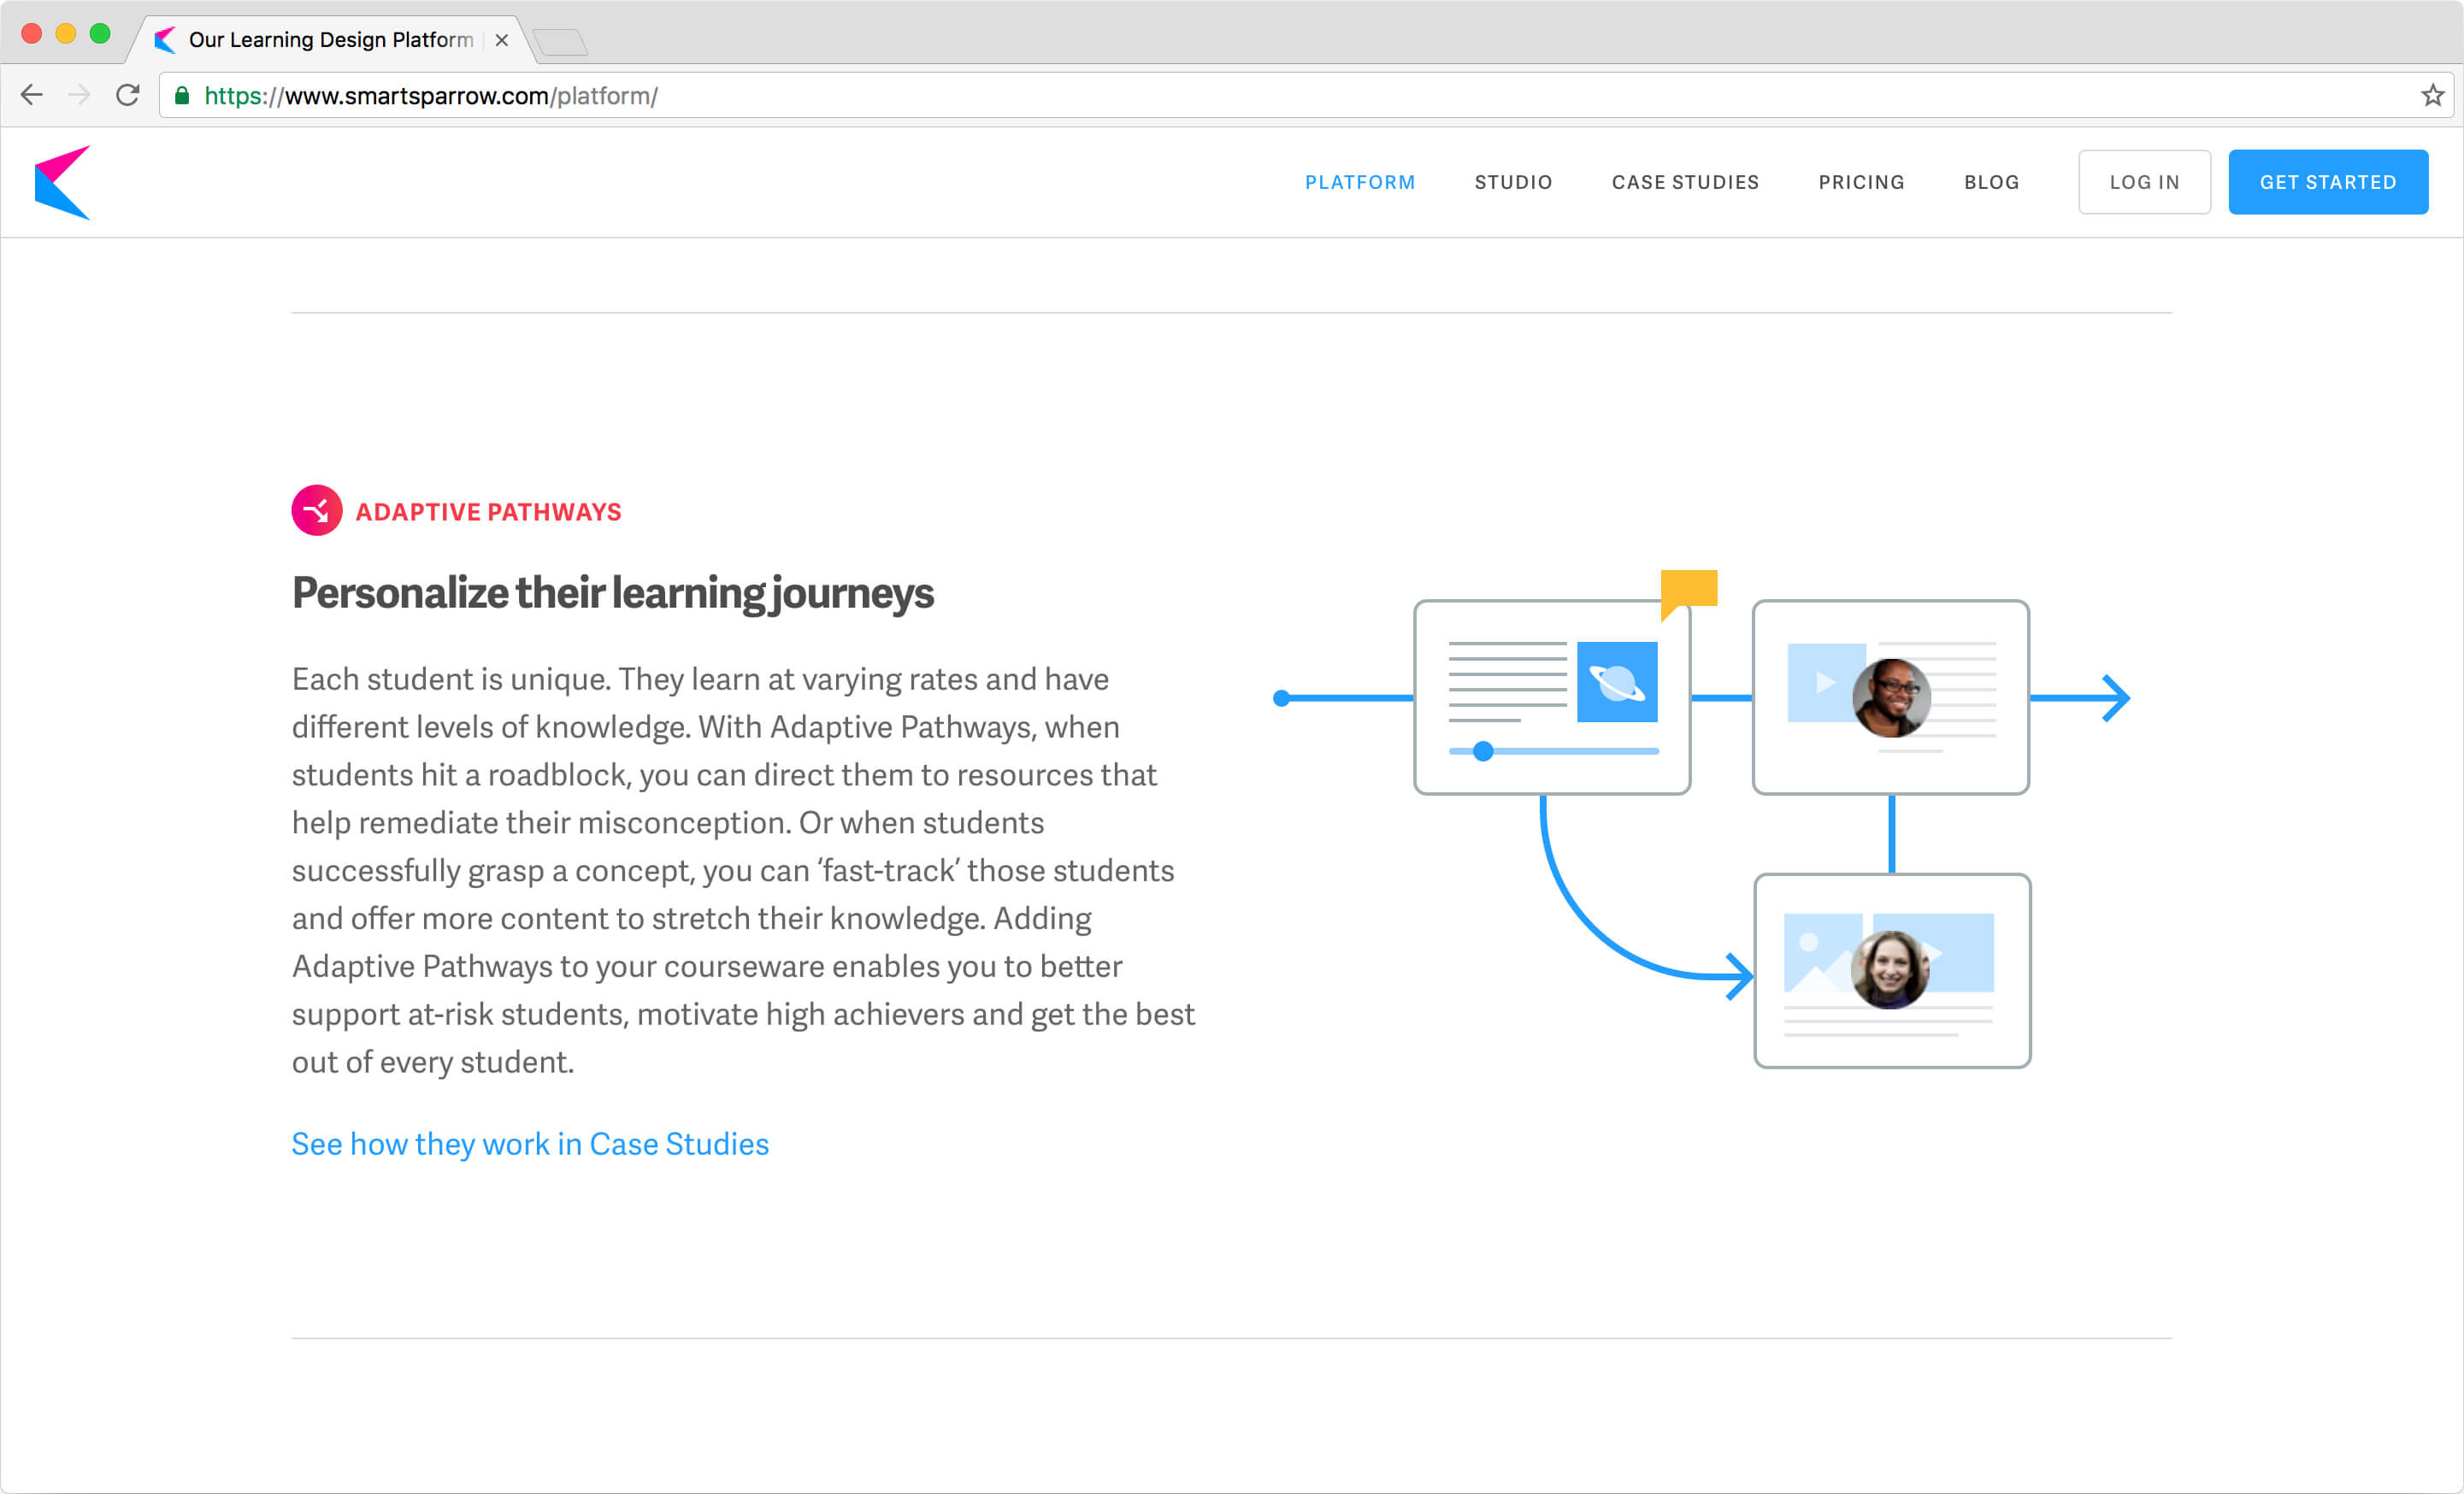 Our Learning Design Platform
https://www.smartsparrow.com/platform/
PLATFORM STUDIO CASE STUDIES PRICING BLOG LOG IN GET STARTED
ADAPTIVE PATHWAYS
Personalize their learning journeys
Each student is unique. They learn at varying rates and have
different levels of knowledge. With Adaptive Pathways, when
students hit a roadblock, you can direct them to resources that
help remediate their misconception. Or when students
successfully grasp a concept, you can ‘fast-track’ those students
and offer more content to stretch their knowledge. Adding
Adaptive Pathways to your courseware enables you to better
support at-risk students, motivate high achievers and get the best
out of every student.
See how they work in Case Studies